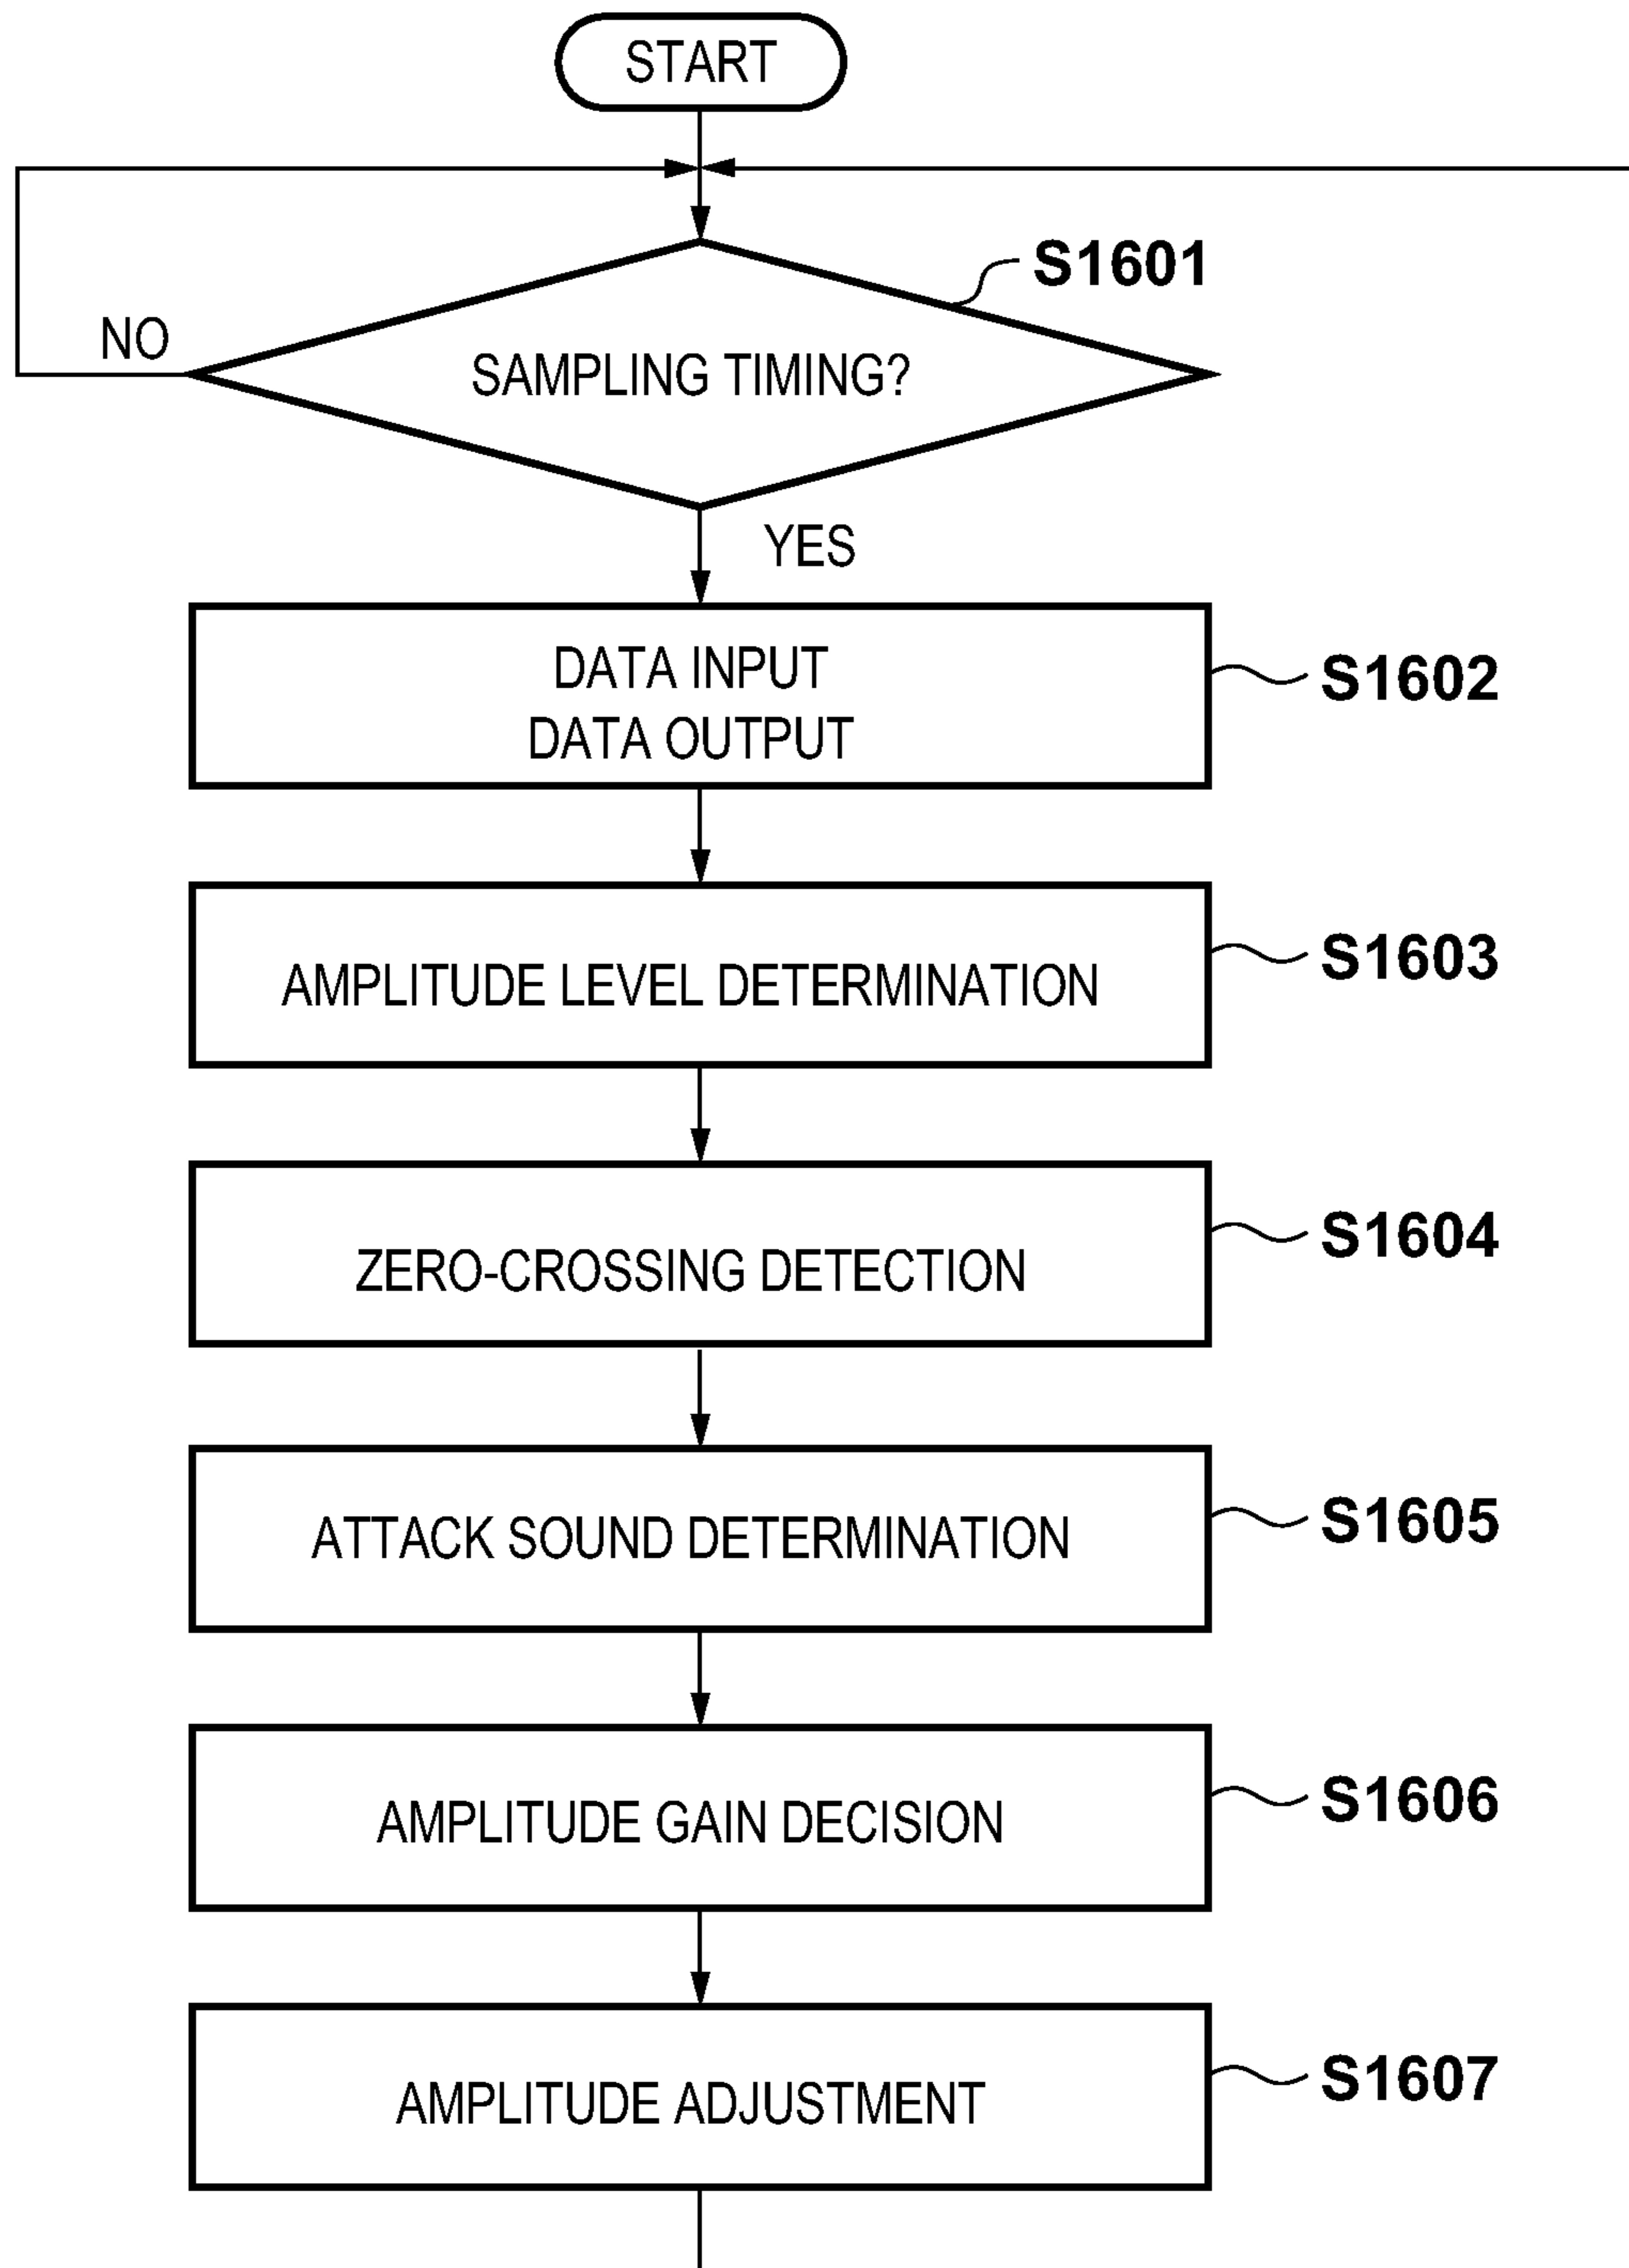 START
S1601
NO
SAMPLING TIMING?
YES
DATA INPUT
DATA OUTPUT
S1602
AMPLITUDE LEVEL DETERMINATION
S1603
ZERO-CROSSING DETECTION
S1604
ATTACK SOUND DETERMINATION
S1605
AMPLITUDE GAIN DECISION
S1606
AMPLITUDE ADJUSTMENT
S1607